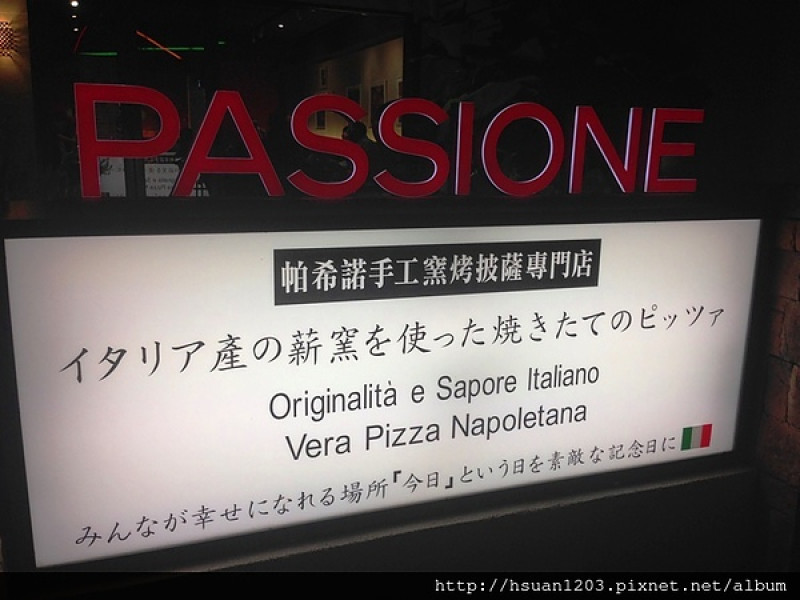 PASSIONE
帕希諾手工窯烤披薩專門店
イタリア産の薪窯を使った焼きたてのピッツァ
Originalità e Sapore Italiano
Vera Pizza Napoletana
みんなが幸せになれる場所『今日』という日を素敵な記念日に
http://hsuan1203.pixnet.net/album